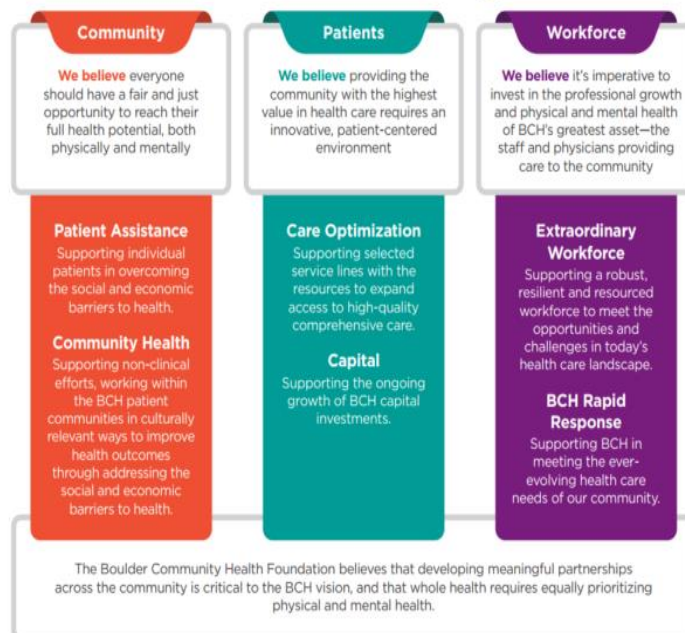 Community
We believe everyone
should have a fair and just
opportunity to reach their
full health potential, both
physically and mentally
Patient Assistance
Supporting individual
patients in overcoming
the social and economic
barriers to health.
Community Health
Supporting non-clinical
efforts, working within
the BCH patient
communities in culturally
relevant ways to improve
health outcomes
through addressing the
social and economic
barriers to health.
Patients
We believe providing the
community with the highest
value in health care requires an
innovative, patient-centered
environment
Care Optimization
Supporting selected
service lines with the
resources to expand
access to high-quality
comprehensive care.
Capital
Supporting the ongoing
growth of BCH capital
investments.
Workforce
We believe it's imperative to
invest in the professional growth
and physical and mental health
of BCH's greatest asset—the
staff and physicians providing
care to the community
Extraordinary
Workforce
Supporting a robust,
resilient and resourced
workforce to meet the
opportunities and
challenges in today's
health care landscape.
BCH Rapid
Response
Supporting BCH in
meeting the ever-
evolving health care
needs of our community.
The Boulder Community Health Foundation believes that developing meaningful partnerships
across the community is critical to the BCH vision, and that whole health requires equally prioritizing
physical and mental health.